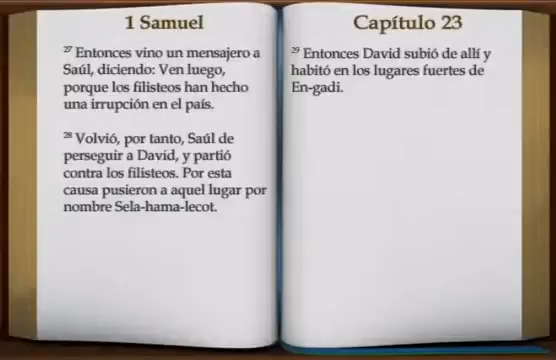 1 Samuel
27 Entonces vino un mensajero a
Saúl, diciendo: Ven luego,
porque los filisteos han hecho
una irrupción en el país.
28 Volvió, por tanto, Saúl de
perseguir a David, y partió
contra los filisteos. Por esta
causa pusieron a aquel lugar por
nombre Sela-hama-lecot.
Capítulo 23
29 Entonces David subió de allí y
habitó en los lugares fuertes de
En-gadi.